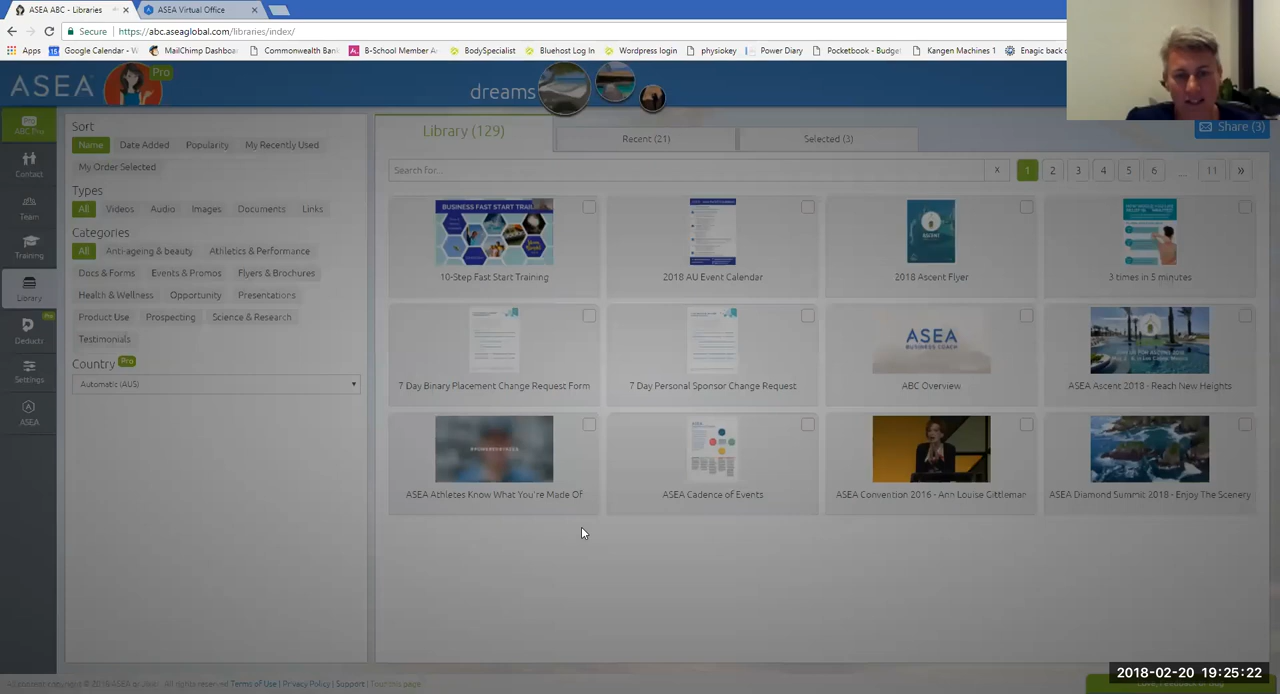 ASEA ABC - Libraries
ASEA Virtual Office
Secure
https://abc.aseaglobal.com/libraries/index/
Apps
Google Calendar - W
MailChimp Dashboa
Commonwealth Bank
B-School Member A
BodySpecialist
Bluehost Log In
Wordpress login
physiokey
Power Diary
Pocketbook - Budget
Kangen Machines 1
Enagic back o
ASEA
Pro
dreams
Share (3)
Pro
ABC Pro
Contact
Team
Training
Library
Pro
Deducts
Settings
ASEA
Sort
Name
Date Added
Popularity
My Recently Used
My Order Selected
Types
All
Videos
Audio
Images
Documents
Links
Categories
All
Anti-ageing & beauty
Athletics & Performance
Docs & Forms
Events & Promos
Flyers & Brochures
Health & Wellness
Opportunity
Presentations
Product Use
Prospecting
Science & Research
Testimonials
Country
Pro
Automatic (AUS)
Library (129)
Recent (21)
Selected (3)
Search for...
x
1
2
3
4
5
6
...
11
»
10-Step Fast Start Training
2018 AU Event Calendar
2018 Ascent Flyer
3 times in 5 minutes
7 Day Binary Placement Change Request Form
7 Day Personal Sponsor Change Request
ASEA
BUSINESS COACH
ABC Overview
ASEA Ascent 2018 - Reach New Heights
ASEA Athletes Know What You're Made Of
ASEA Cadence of Events
ASEA Convention 2016 - Ann Louise Gittleman
ASEA Diamond Summit 2018 - Enjoy The Scenery
Terms of Use | Privacy Policy | Support | Tour this page
2018-02-20 19:25:22